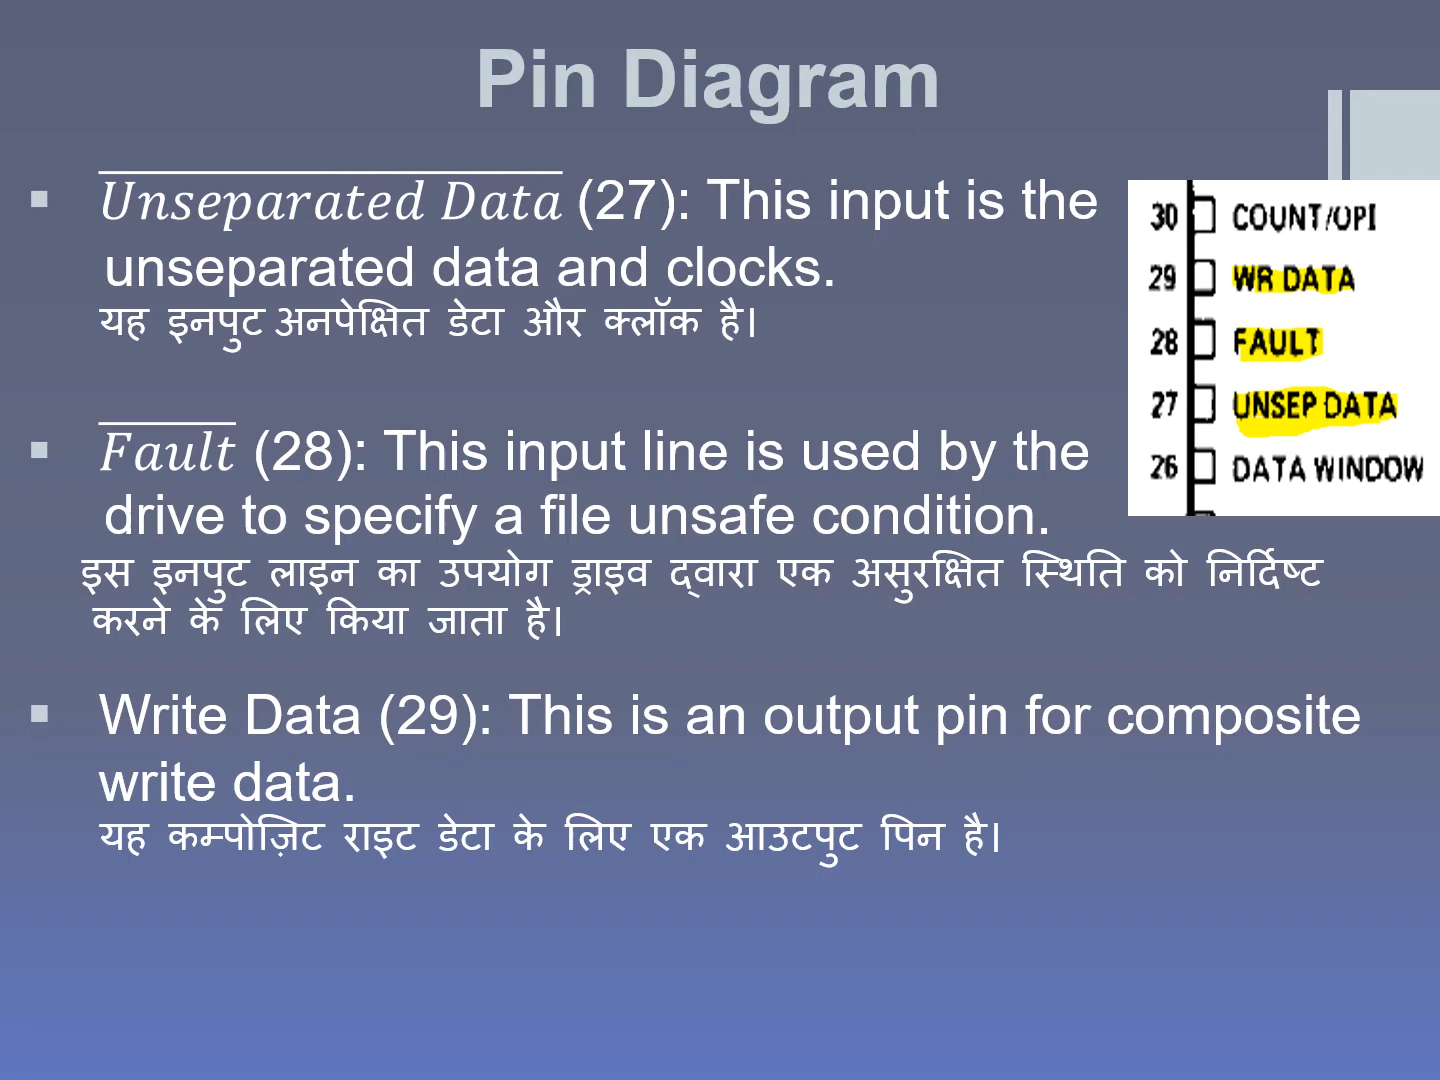 Pin Diagram
Unseparated Data (27): This input is the
unseparated data and clocks.
यह इनपुट अनपेक्षित डेटा और क्लॉक है।
Fault (28): This input line is used by the
drive to specify a file unsafe condition.
इस इनपुट लाइन का उपयोग ड्राइव द्वारा एक असुरक्षित स्थिति को निर्दिष्ट
करने के लिए किया जाता है।
Write Data (29): This is an output pin for composite
write data.
यह कम्पोज़िट राइट डेटा के लिए एक आउटपुट पिन है।
30 COUNT/OPI
29 WR DATA
28 FAULT
27 UNSEP DATA
26 DATA WINDOW